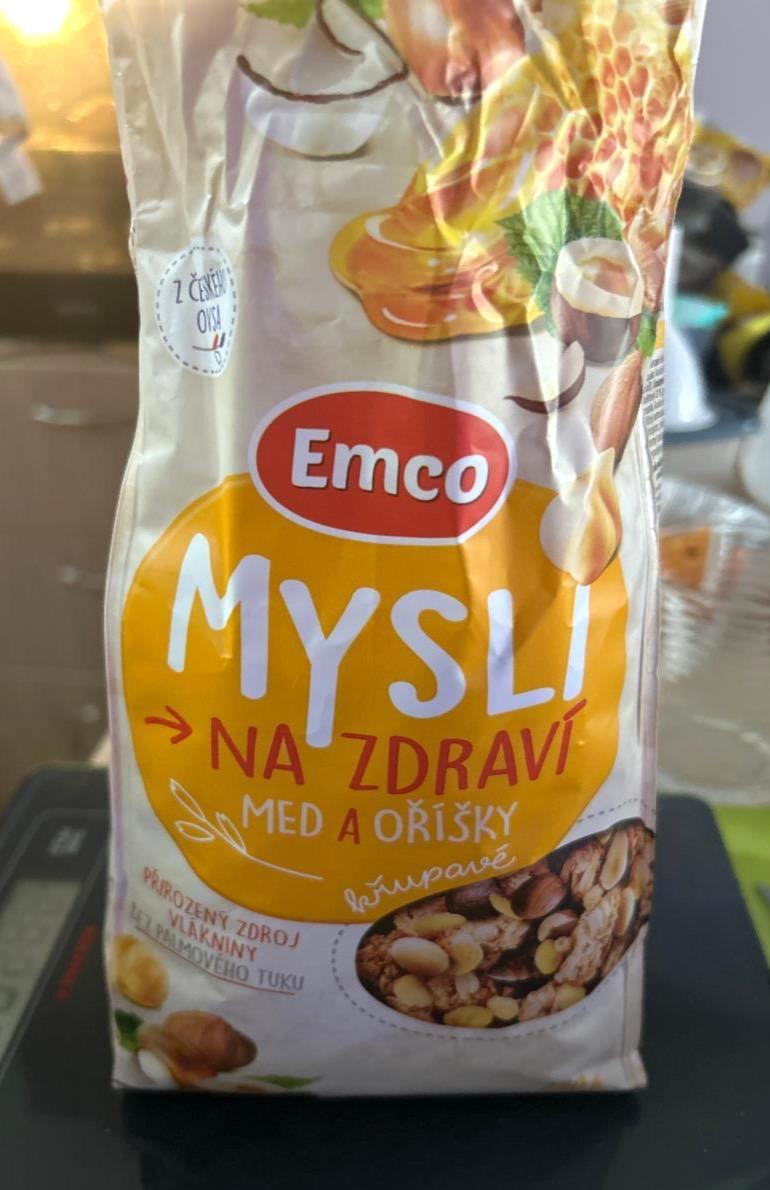 Z ČESKÉHO
OVSA
Emco
MYSLI
NA ZDRAVÍ
MED A OŘÍŠKY
křupavé
PŘIROZENÝ ZDROJ
VLÁKNINY
BEZ PALMOVÉHO TUKU